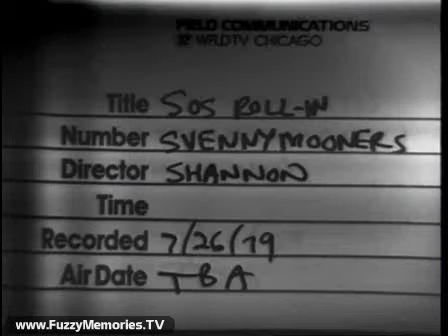 FIELD COMMUNICATIONS
32 WFLD TV CHICAGO
Title SOS ROLL-IN
Number SVENNYMOONERS
Director SHANNON
Time
Recorded 7/26/79
Air Date TBA
www.FuzzyMemories.TV